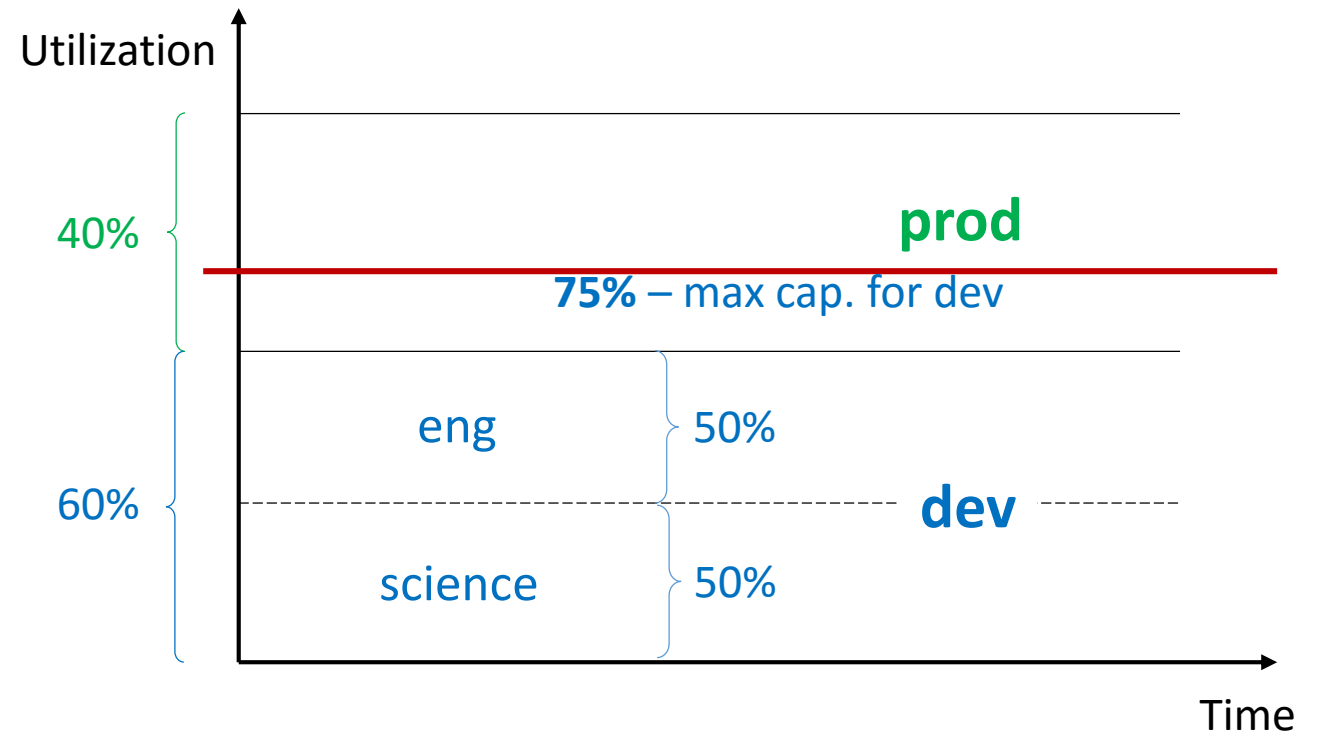 Utilization
40%
prod
75% – max cap. for dev
eng
50%
60%
dev
science
50%
Time